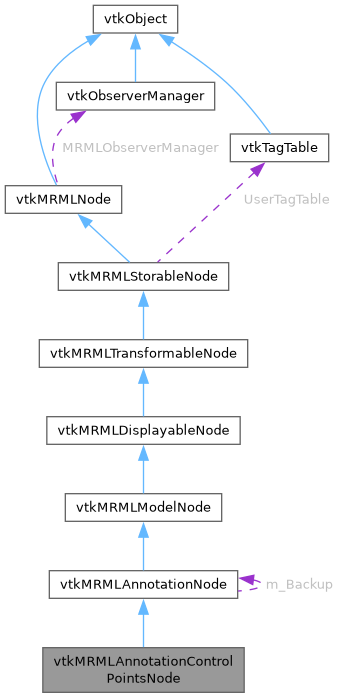 vtkObject
vtkObserverManager
MRMLObserverManager
vtkTagTable
vtkMRMLNode
UserTagTable
vtkMRMLStorableNode
vtkMRMLTransformableNode
vtkMRMLDisplayableNode
vtkMRMLModelNode
vtkMRMLAnnotationNode
m_Backup
vtkMRMLAnnotationControl
PointsNode